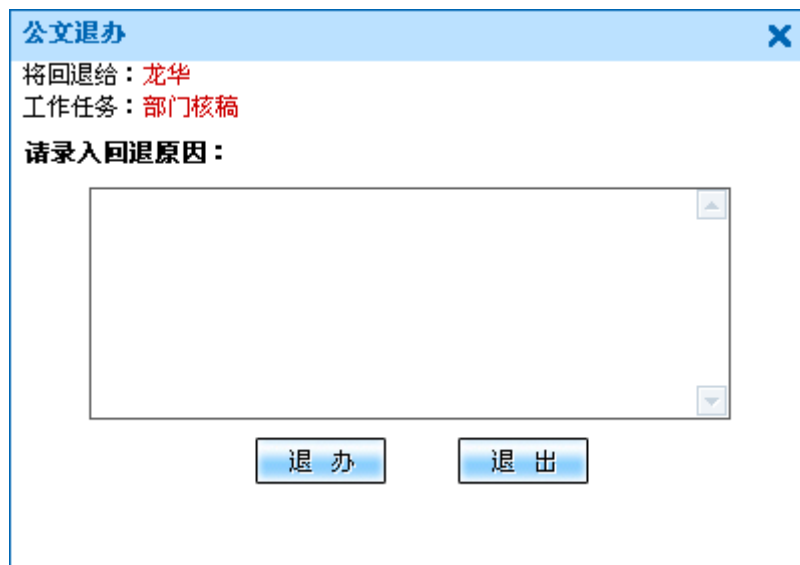 公文退办
将回退给：龙华
工作任务：部门核稿
请录入回退原因：
退 办 退 出